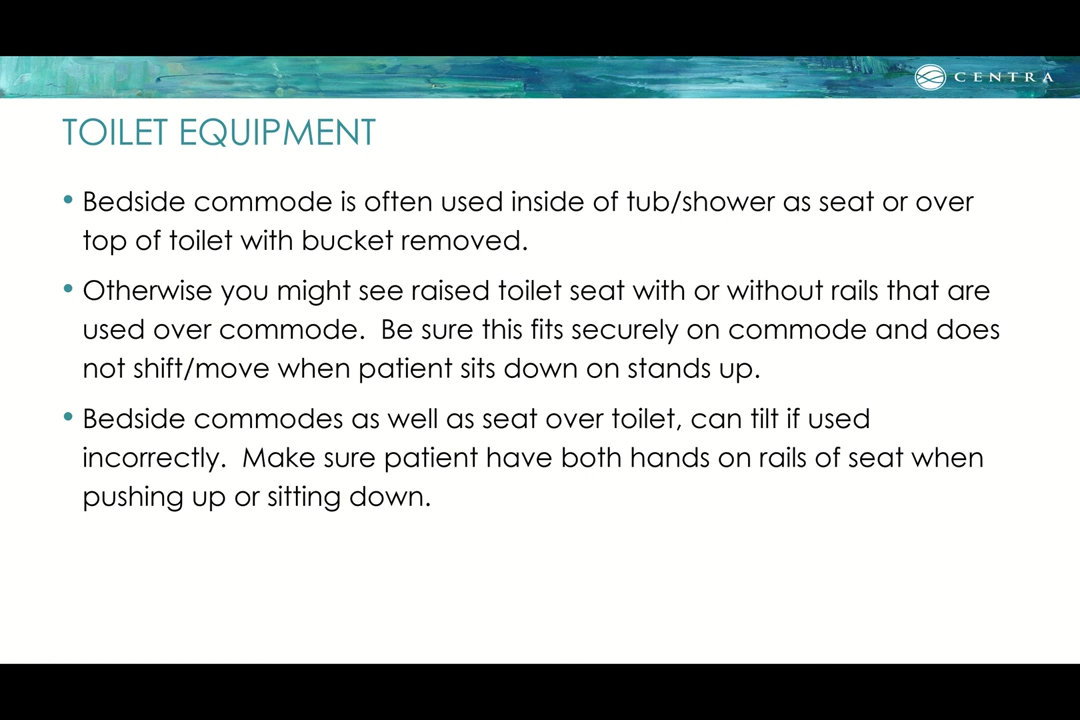 CENTRA
TOILET EQUIPMENT
• Bedside commode is often used inside of tub/shower as seat or over
top of toilet with bucket removed.
• Otherwise you might see raised toilet seat with or without rails that are
used over commode.  Be sure this fits securely on commode and does
not shift/move when patient sits down on stands up.
• Bedside commodes as well as seat over toilet, can tilt if used
incorrectly.  Make sure patient have both hands on rails of seat when
pushing up or sitting down.